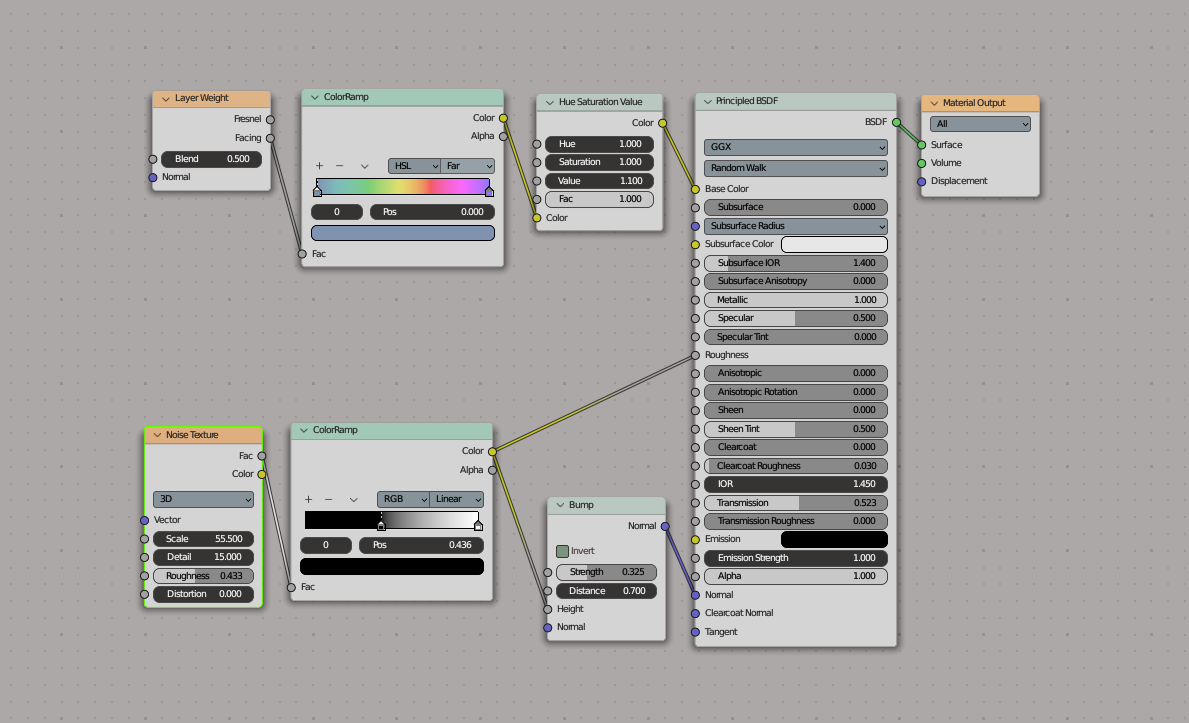 Layer Weight
Fresnel
Facing
Blend 0.500
Normal
ColorRamp
Color
Alpha
+ − HSL Far
0 Pos 0.000
Fac
Hue Saturation Value
Color
Hue 1.000
Saturation 1.000
Value 1.100
Fac 1.000
Color
Principled BSDF
BSDF
GGX
Random Walk
Base Color
Subsurface 0.000
Subsurface Radius
Subsurface Color
Subsurface IOR 1.400
Subsurface Anisotropy 0.000
Metallic 1.000
Specular 0.500
Specular Tint 0.000
Roughness
Anisotropic 0.000
Anisotropic Rotation 0.000
Sheen 0.000
Sheen Tint 0.500
Clearcoat 0.000
Clearcoat Roughness 0.030
IOR 1.450
Transmission 0.523
Transmission Roughness 0.000
Emission
Emission Strength 1.000
Alpha 1.000
Normal
Clearcoat Normal
Tangent
Material Output
All
Surface
Volume
Displacement
Noise Texture
Fac
Color
3D
Vector
Scale 55.500
Detail 15.000
Roughness 0.433
Distortion 0.000
ColorRamp
Color
Alpha
+ − RGB Linear
0 Pos 0.436
Fac
Bump
Normal
Invert
Strength 0.325
Distance 0.700
Height
Normal